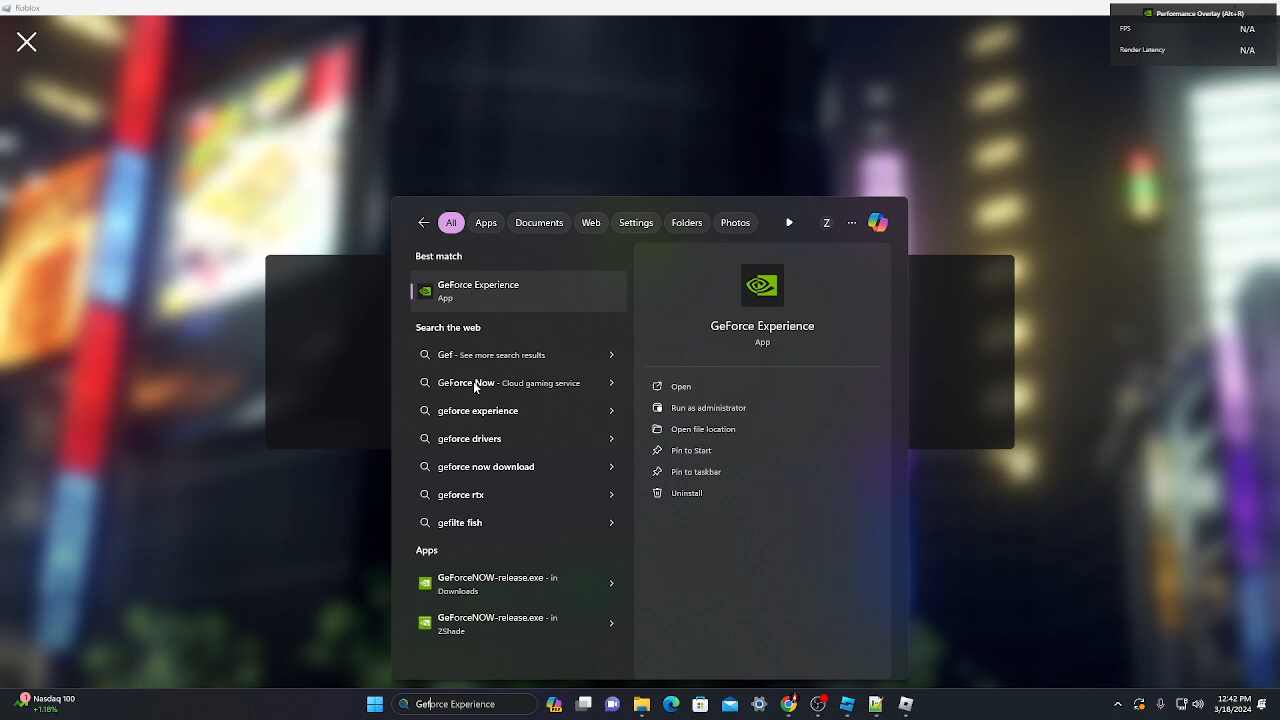 Roblox
Performance Overlay (Alt+R)
FPS N/A
Render Latency N/A
All Apps Documents Web Settings Folders Photos Z ...
Best match
GeForce Experience
App
Search the web
Gef - See more search results
GeForce Now - Cloud gaming service
geforce experience
geforce drivers
geforce now download
geforce rtx
gefilte fish
Apps
GeForceNOW-release.exe - in
Downloads
GeForceNOW-release.exe - in
ZShade
GeForce Experience
App
Open
Run as administrator
Open file location
Pin to Start
Pin to taskbar
Uninstall
1
Nasdaq 100
+1.18%
GeForce Experience
12:42 PM
3/18/2024